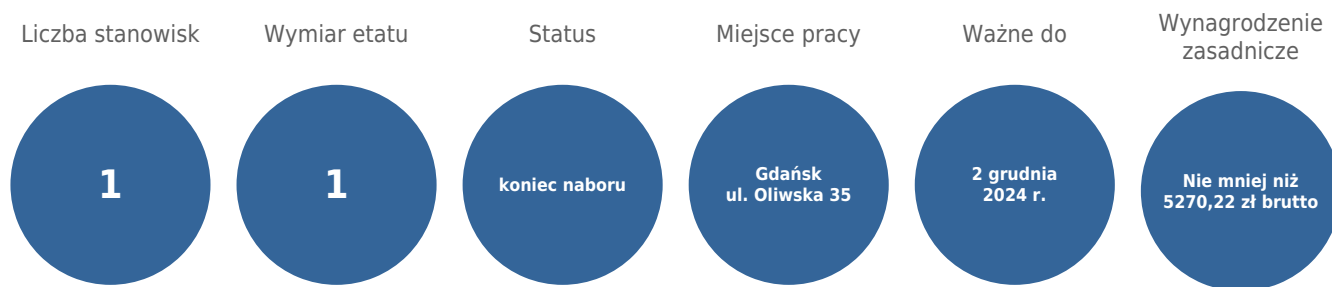 Liczba stanowisk
1
Wymiar etatu
1
Status
koniec naboru
Miejsce pracy
Gdańsk
ul. Oliwska 35
Ważne do
2 grudnia
2024 r.
Wynagrodzenie
zasadnicze
Nie mniej niż
5270,22 zł brutto